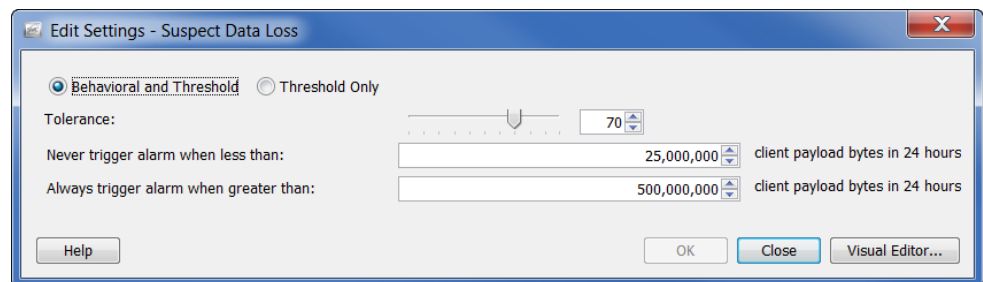 Edit Settings - Suspect Data Loss
Behavioral and Threshold Threshold Only
Tolerance: 70
Never trigger alarm when less than: 25,000,000 client payload bytes in 24 hours
Always trigger alarm when greater than: 500,000,000 client payload bytes in 24 hours
Help OK Close Visual Editor...